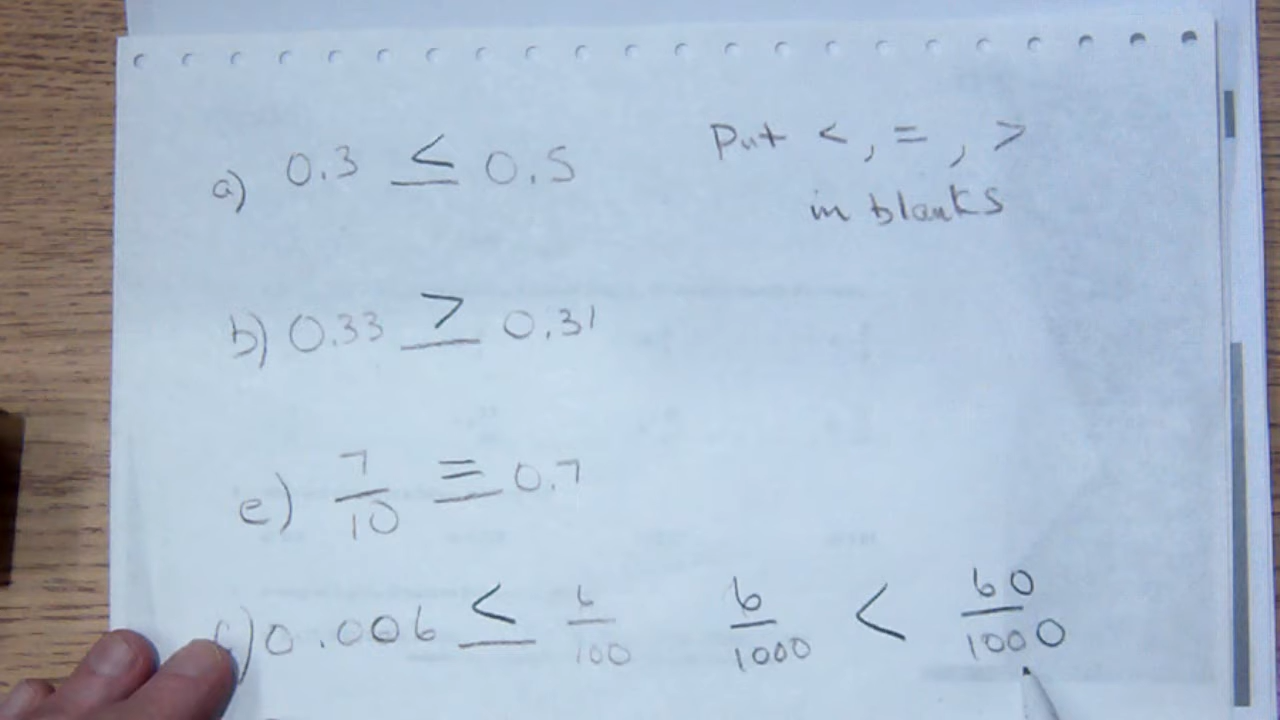 a) 0.3 < 0.5
Put <, =, >
in blanks
b) 0.33 > 0.31
e) 7/10 = 0.7
f) 0.006 < 6/100 6/1000 < 60/1000